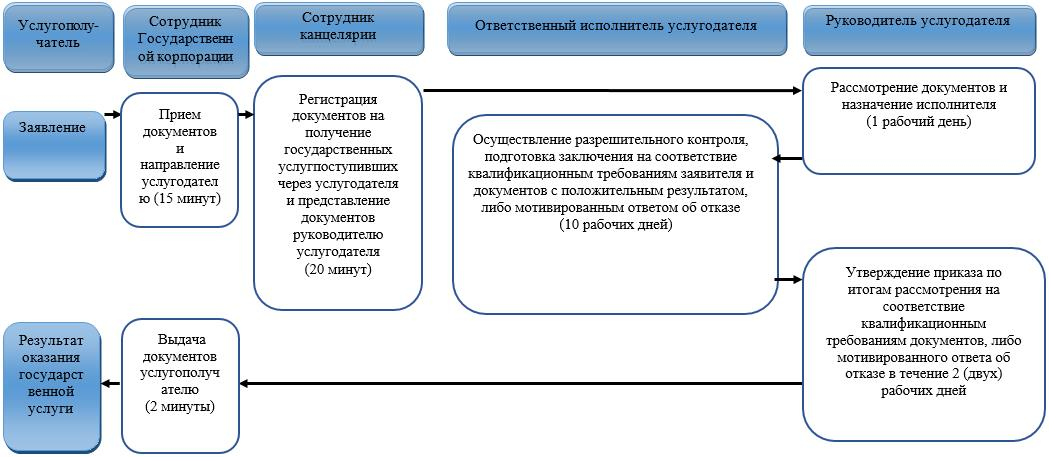 Услугополу-
чатель
Сотрудник
Государственн
ой корпорации
Сотрудник
канцелярии
Ответственный исполнитель услугодателя
Руководитель услугодателя
Заявление
Прием
документов
и
направление
услугодател
ю (15 минут)
Регистрация
документов на
получение
государственных
услугпоступивших
через услугодателя
и представление
документов
руководителю
услугодателя
(20 минут)
Рассмотрение документов и
назначение исполнителя
(1 рабочий день)
Осуществление разрешительного контроля,
подготовка заключения на соответствие
квалификационным требованиям заявителя и
документов с положительным результатом,
либо мотивированным ответом об отказе
(10 рабочих дней)
Утверждение приказа по
итогам рассмотрения на
соответствие
квалификационным
требованиям документов, либо
мотивированного ответа об
отказе в течение 2 (двух)
рабочих дней
Выдача
документов
услугополуч
ателю
(2 минуты)
Результат
оказания
государст
венной
услуги